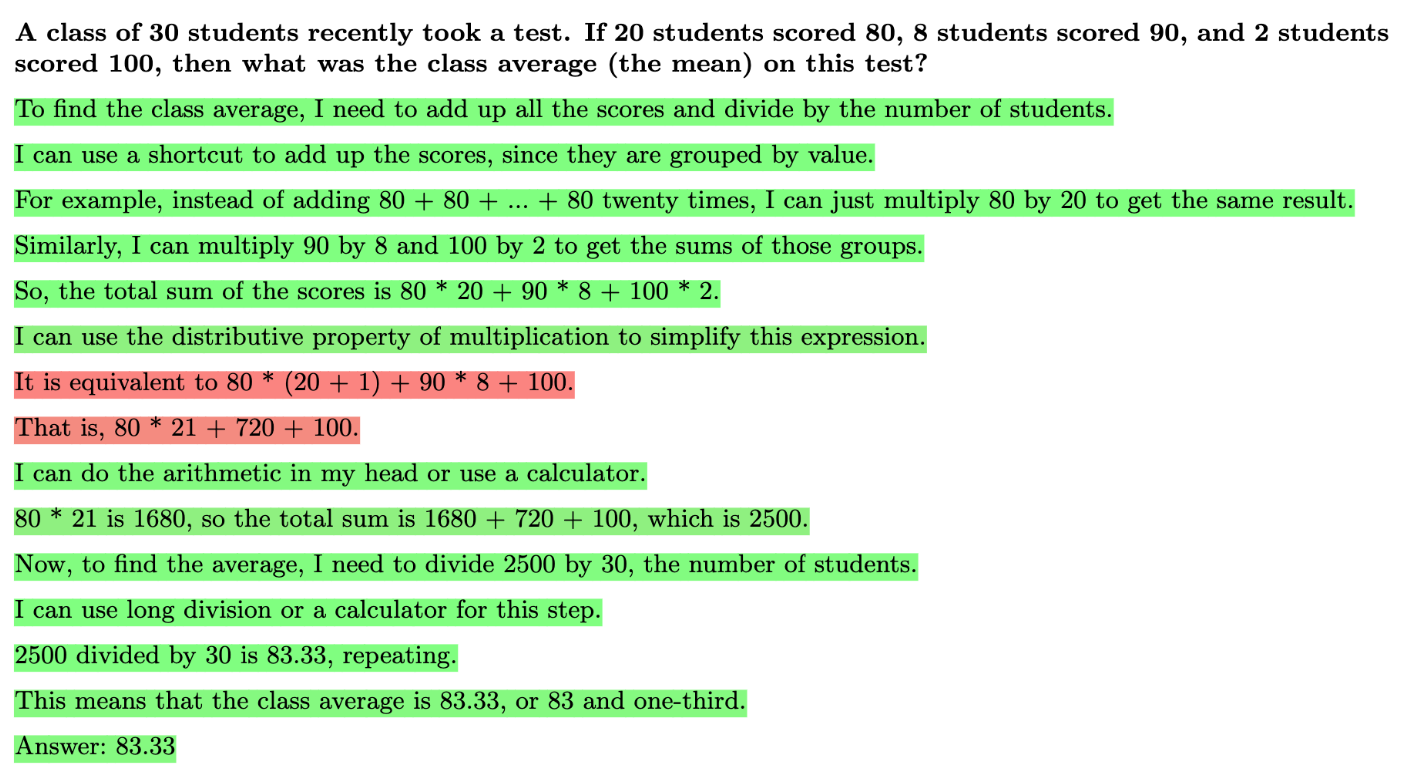 A class of 30 students recently took a test. If 20 students scored 80, 8 students scored 90, and 2 students
scored 100, then what was the class average (the mean) on this test?
To find the class average, I need to add up all the scores and divide by the number of students.
I can use a shortcut to add up the scores, since they are grouped by value.
For example, instead of adding 80 + 80 + ... + 80 twenty times, I can just multiply 80 by 20 to get the same result.
Similarly, I can multiply 90 by 8 and 100 by 2 to get the sums of those groups.
So, the total sum of the scores is 80 * 20 + 90 * 8 + 100 * 2.
I can use the distributive property of multiplication to simplify this expression.
It is equivalent to 80 * (20 + 1) + 90 * 8 + 100.
That is, 80 * 21 + 720 + 100.
I can do the arithmetic in my head or use a calculator.
80 * 21 is 1680, so the total sum is 1680 + 720 + 100, which is 2500.
Now, to find the average, I need to divide 2500 by 30, the number of students.
I can use long division or a calculator for this step.
2500 divided by 30 is 83.33, repeating.
This means that the class average is 83.33, or 83 and one-third.
Answer: 83.33